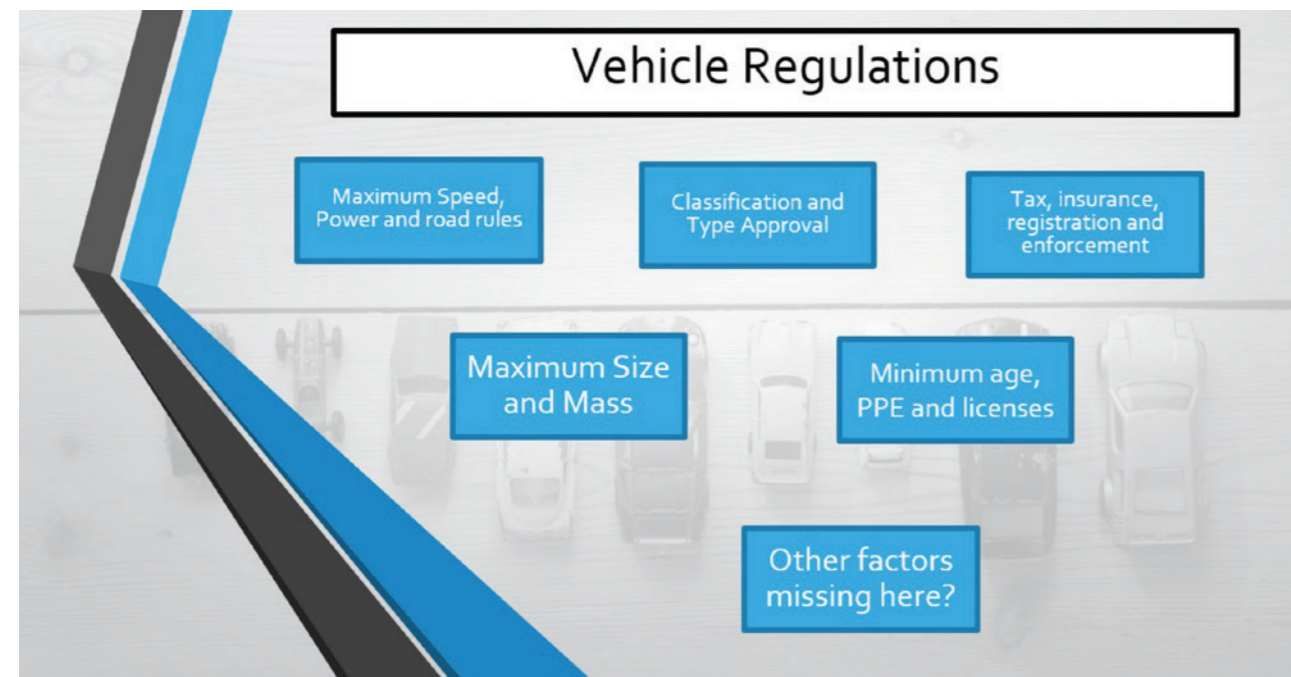 Vehicle Regulations
Maximum Speed,
Power and road rules
Classification and
Type Approval
Tax, insurance,
registration and
enforcement
Maximum Size
and Mass
Minimum age,
PPE and licenses
Other factors
missing here?